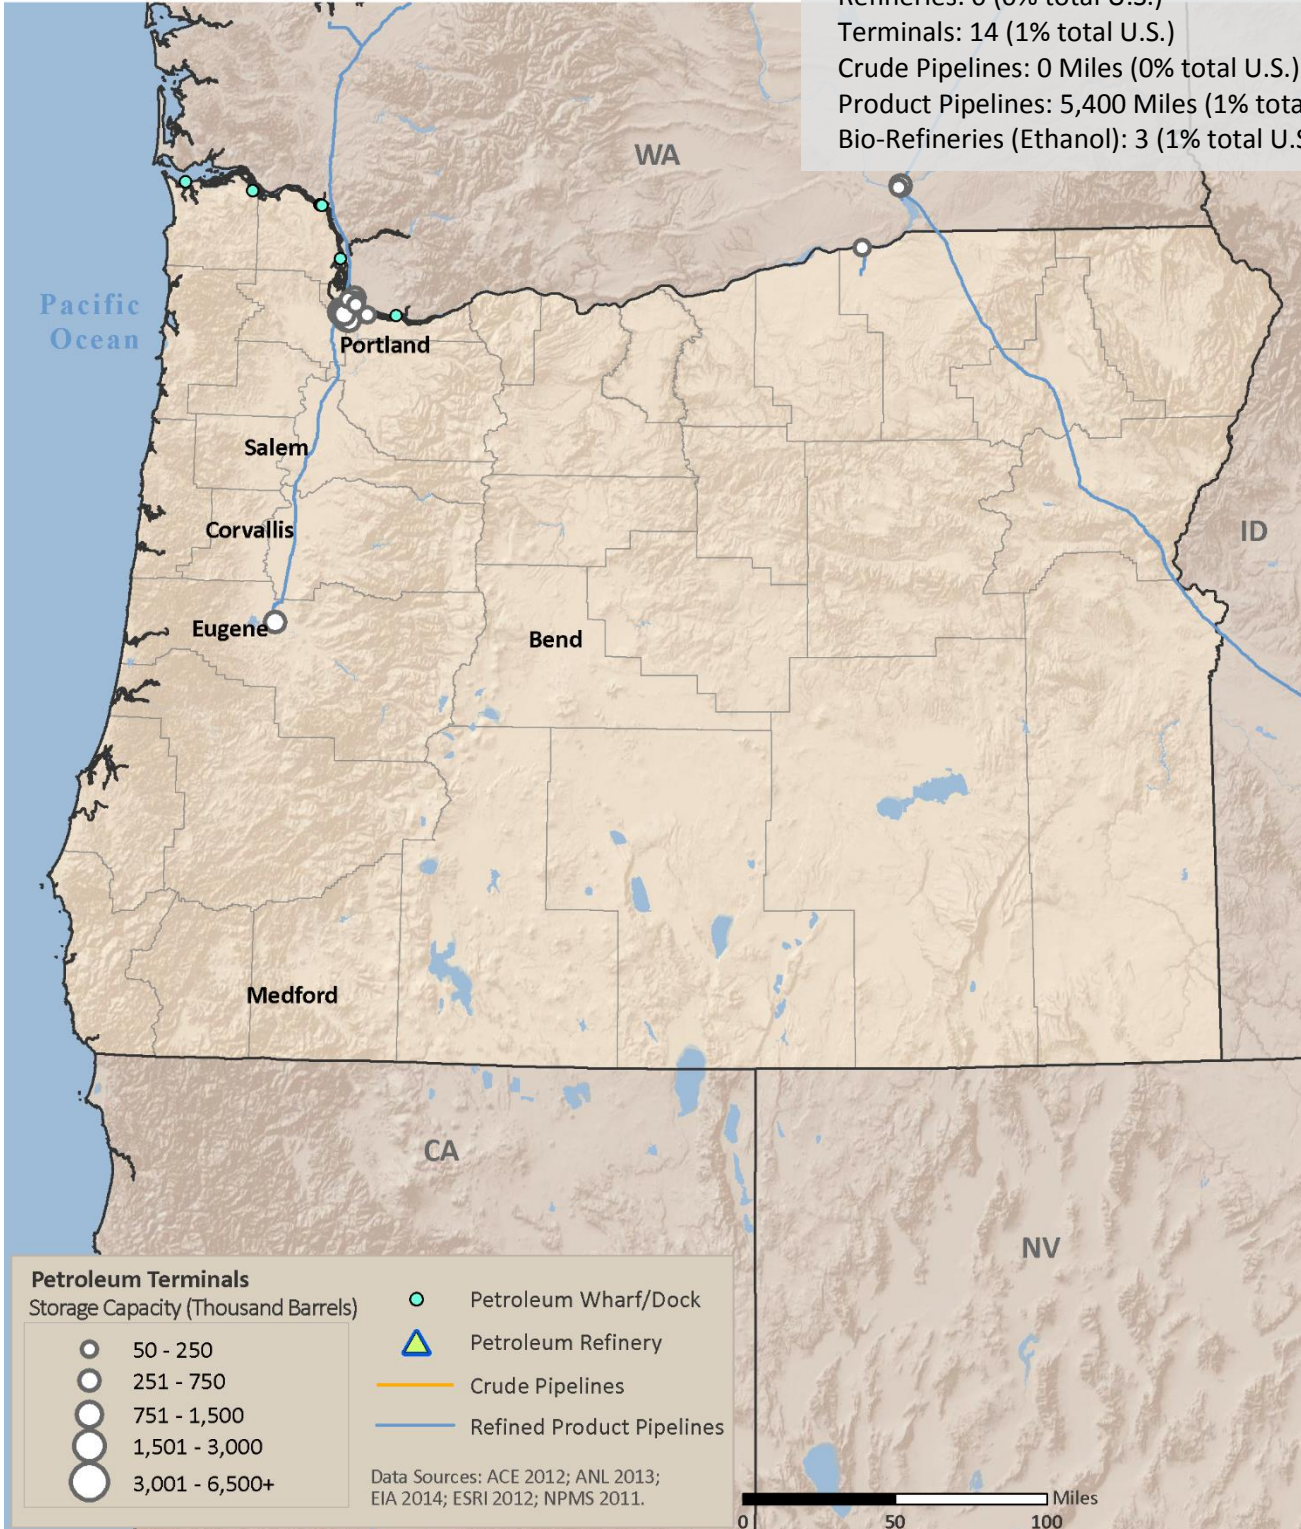 Refineries: 0 (0% total U.S.)
Terminals: 14 (1% total U.S.)
Crude Pipelines: 0 Miles (0% total U.S.)
Product Pipelines: 5,400 Miles (1% tota
Bio-Refineries (Ethanol): 3 (1% total U.S
WA
Pacific
Ocean
Portland
Salem
Corvallis
ID
Eugene
Bend
Medford
CA
NV
Petroleum Terminals
Storage Capacity (Thousand Barrels)
50 - 250
251 - 750
751 - 1,500
1,501 - 3,000
3,001 - 6,500+
Petroleum Wharf/Dock
Petroleum Refinery
Crude Pipelines
Refined Product Pipelines
Data Sources: ACE 2012; ANL 2013;
EIA 2014; ESRI 2012; NPMS 2011.
Miles
0 50 100